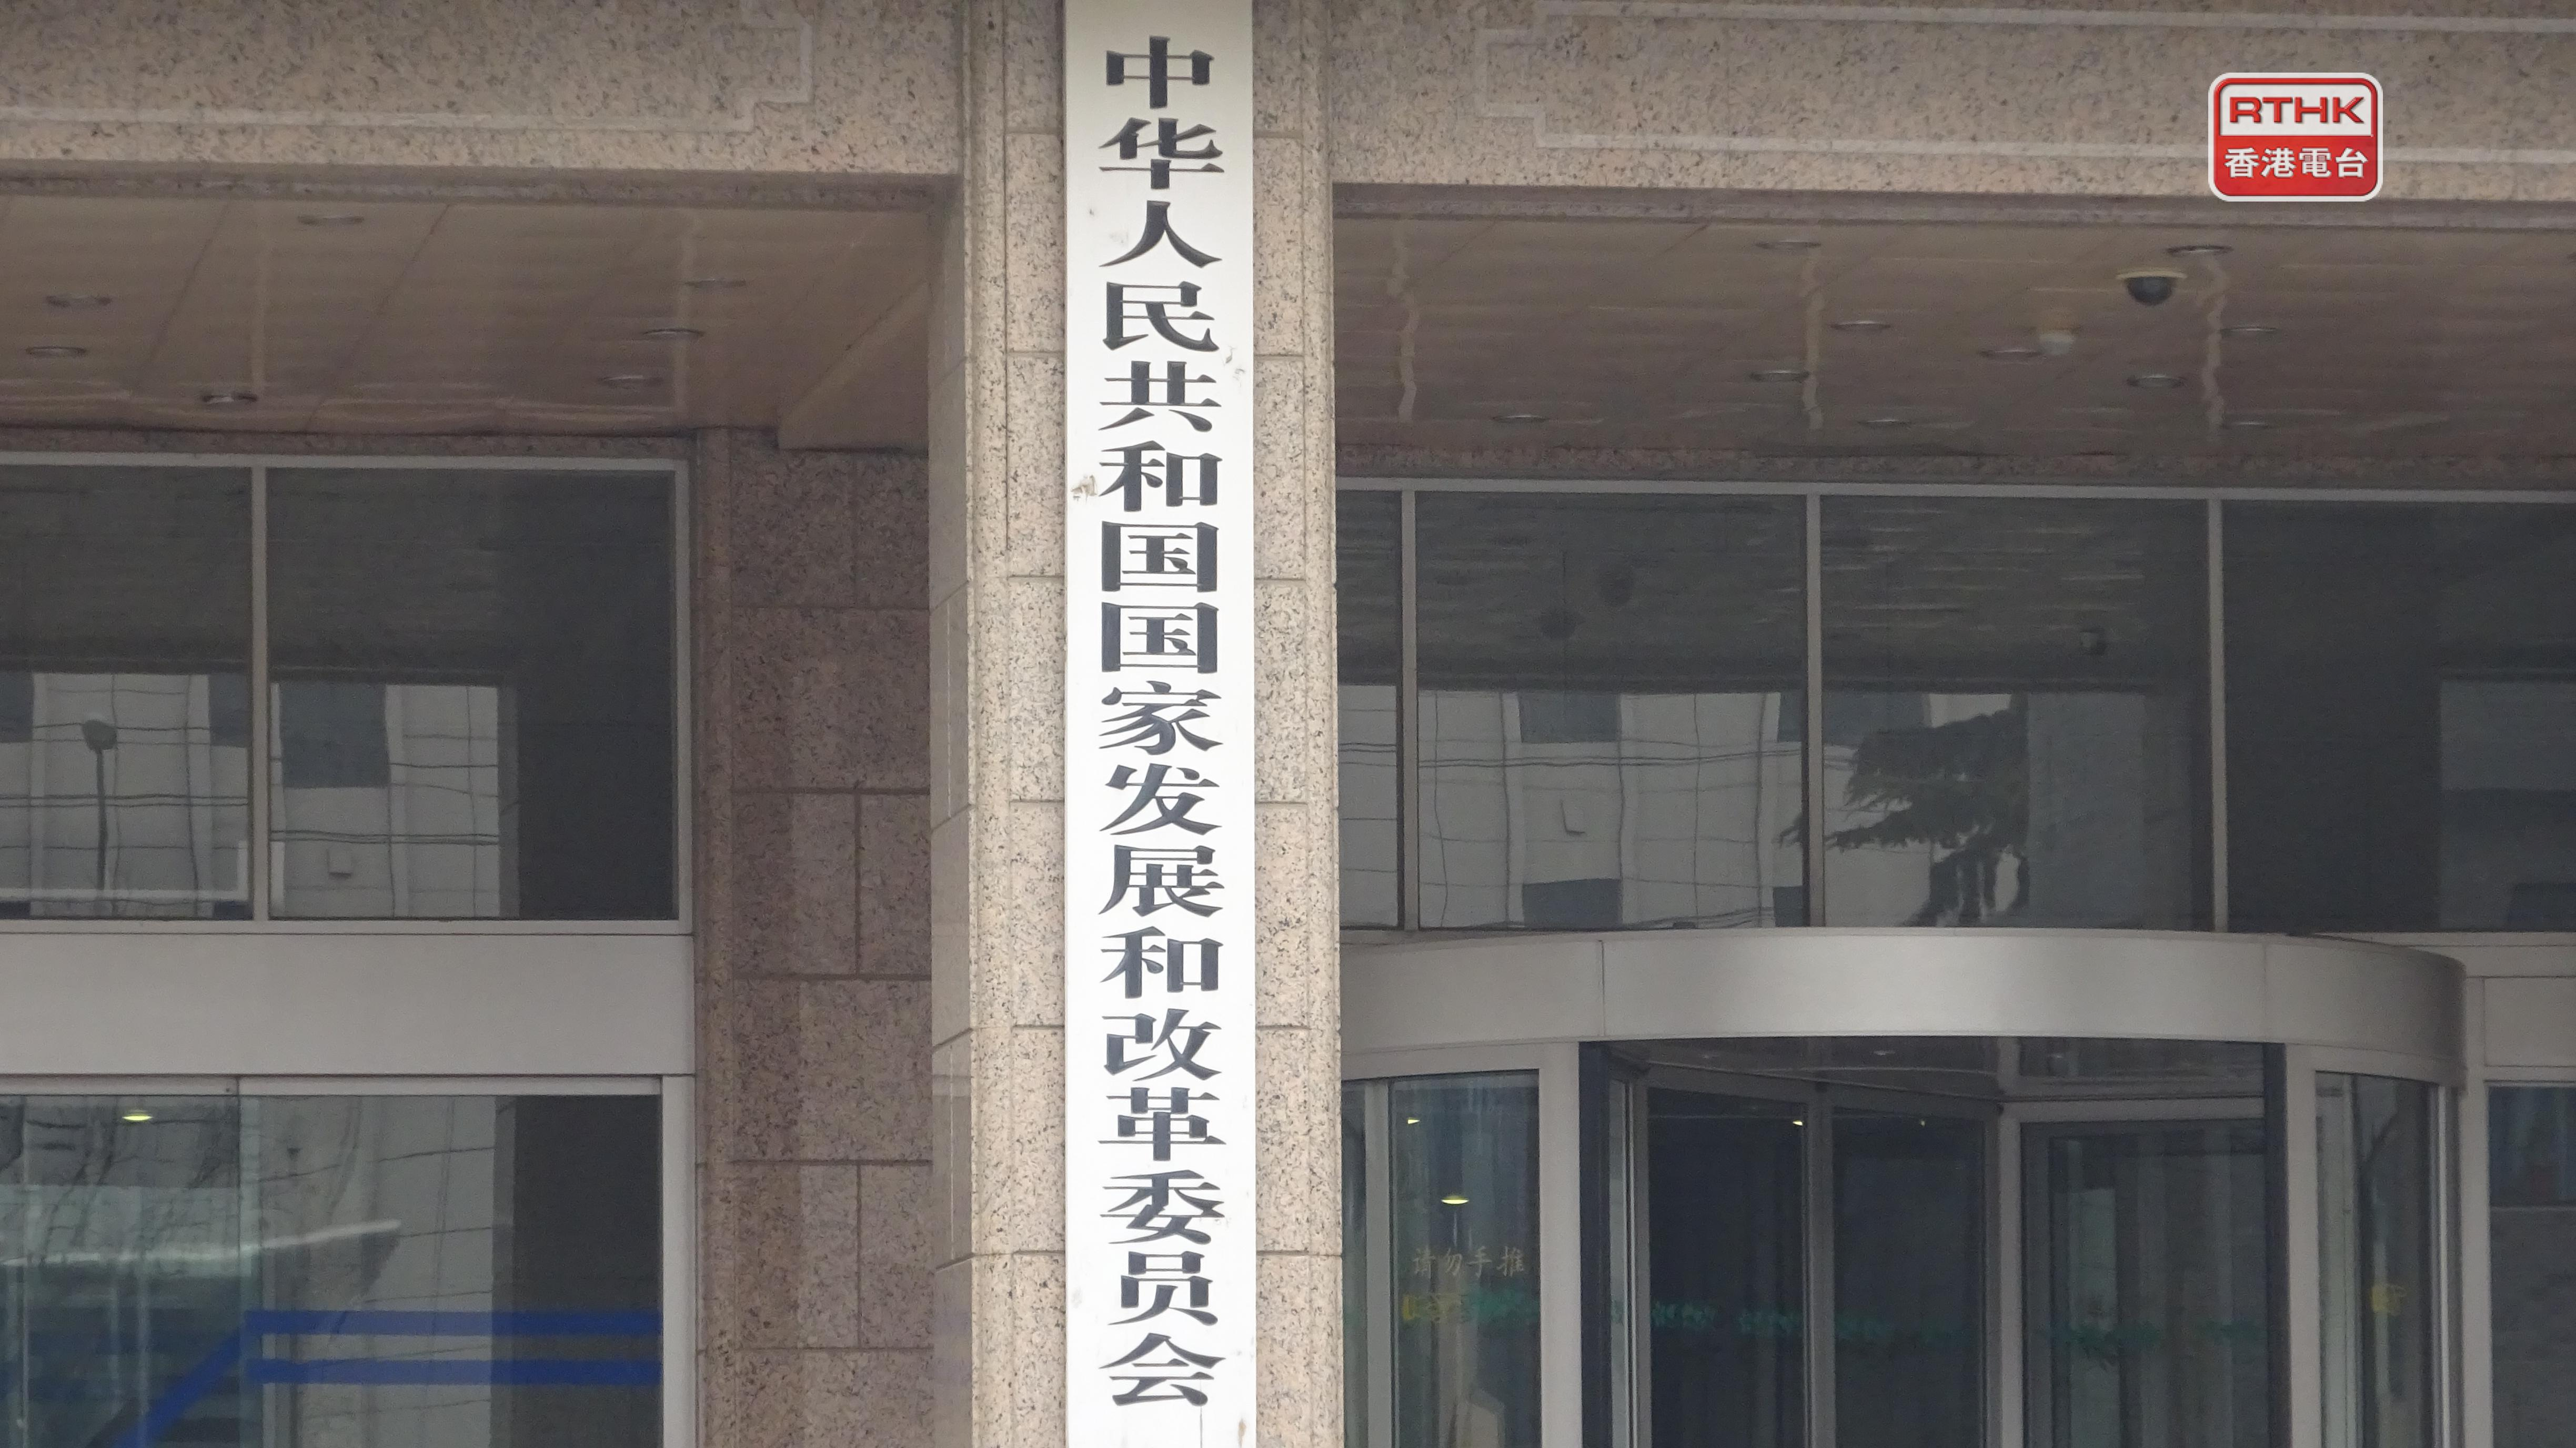 中华人民共和国国家发展和改革委员会
RTHK
香港電台
请勿手推